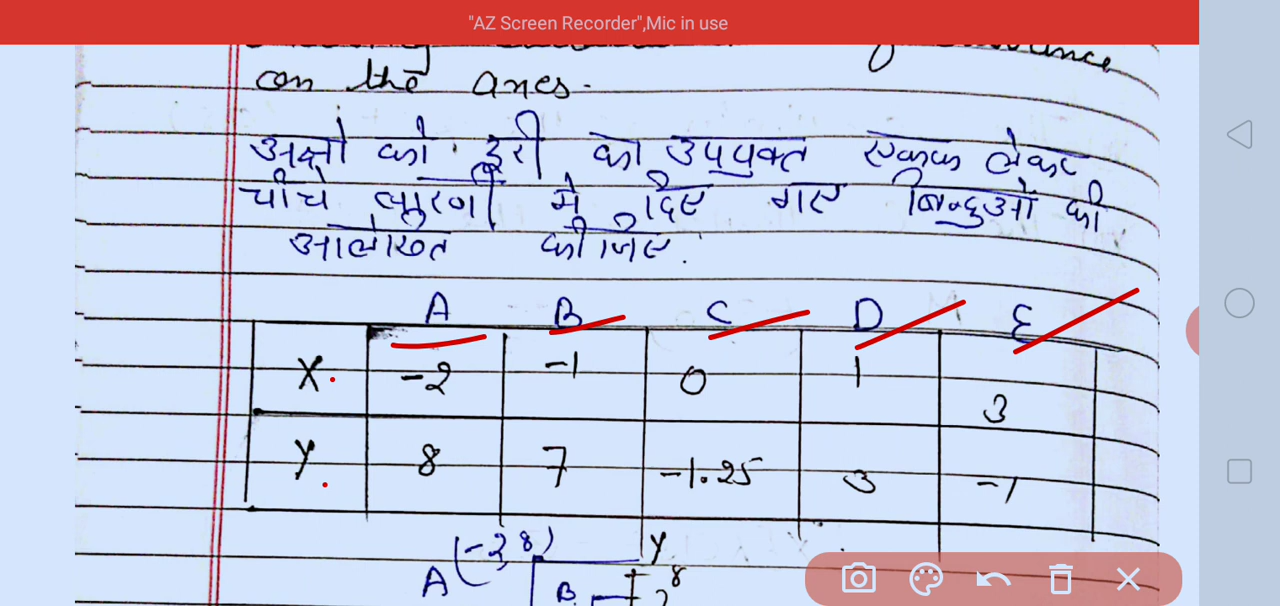 "AZ Screen Recorder",Mic in use
on the axes.
अक्षो को दूरी का उपयुक्त एकक लेकर
नीचे सारणी में दिए गए बिन्दुओं को
आलेखित कीजिए.
A B C D E
X -2 -1 0 1 3
Y 8 7 -1.25 3 -1
A (-2, 8) Y
B 8